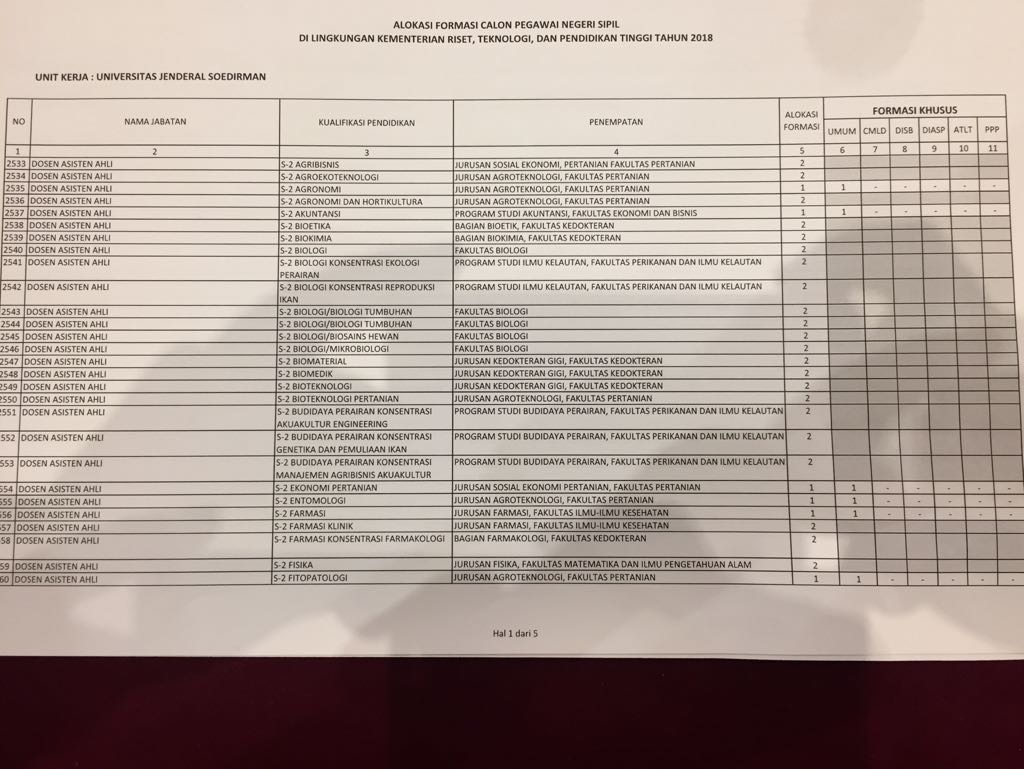 ALOKASI FORMASI CALON PEGAWAI NEGERI SIPIL
DI LINGKUNGAN KEMENTERIAN RISET, TEKNOLOGI, DAN PENDIDIKAN TINGGI TAHUN 2018
UNIT KERJA : UNIVERSITAS JENDERAL SOEDIRMAN
NO NAMA JABATAN KUALIFIKASI PENDIDIKAN PENEMPATAN ALOKASI FORMASI FORMASI KHUSUS
UMUM CMLD DISB DIASP ATLT PPP
1 2 3 4 5 6 7 8 9 10 11
2533 DOSEN ASISTEN AHLI S-2 AGRIBISNIS JURUSAN SOSIAL EKONOMI, PERTANIAN FAKULTAS PERTANIAN 2
2534 DOSEN ASISTEN AHLI S-2 AGROEKOTEKNOLOGI JURUSAN AGROTEKNOLOGI, FAKULTAS PERTANIAN 2
2535 DOSEN ASISTEN AHLI S-2 AGRONOMI JURUSAN AGROTEKNOLOGI, FAKULTAS PERTANIAN 1 1 - - - - -
2536 DOSEN ASISTEN AHLI S-2 AGRONOMI DAN HORTIKULTURA JURUSAN AGROTEKNOLOGI, FAKULTAS PERTANIAN 2
2537 DOSEN ASISTEN AHLI S-2 AKUNTANSI PROGRAM STUDI AKUNTANSI, FAKULTAS EKONOMI DAN BISNIS 1 1 - - - - -
2538 DOSEN ASISTEN AHLI S-2 BIOETIKA BAGIAN BIOETIK, FAKULTAS KEDOKTERAN 2
2539 DOSEN ASISTEN AHLI S-2 BIOKIMIA BAGIAN BIOKIMIA, FAKULTAS KEDOKTERAN 2
2540 DOSEN ASISTEN AHLI S-2 BIOLOGI FAKULTAS BIOLOGI 2
2541 DOSEN ASISTEN AHLI S-2 BIOLOGI KONSENTRASI EKOLOGI PROGRAM STUDI ILMU KELAUTAN, FAKULTAS PERIKANAN DAN ILMU KELAUTAN 2
PERAIRAN
2542 DOSEN ASISTEN AHLI S-2 BIOLOGI KONSENTRASI REPRODUKSI PROGRAM STUDI ILMU KELAUTAN, FAKULTAS PERIKANAN DAN ILMU KELAUTAN 2
IKAN
2543 DOSEN ASISTEN AHLI S-2 BIOLOGI/BIOLOGI TUMBUHAN FAKULTAS BIOLOGI 2
2544 DOSEN ASISTEN AHLI S-2 BIOLOGI/BIOLOGI TUMBUHAN FAKULTAS BIOLOGI 2
2545 DOSEN ASISTEN AHLI S-2 BIOLOGI/BIOSAINS HEWAN FAKULTAS BIOLOGI 2
2546 DOSEN ASISTEN AHLI S-2 BIOLOGI/MIKROBIOLOGI FAKULTAS BIOLOGI 2
2547 DOSEN ASISTEN AHLI S-2 BIOMATERIAL JURUSAN KEDOKTERAN GIGI, FAKULTAS KEDOKTERAN 2
2548 DOSEN ASISTEN AHLI S-2 BIOMEDIK JURUSAN KEDOKTERAN GIGI, FAKULTAS KEDOKTERAN 2
2549 DOSEN ASISTEN AHLI S-2 BIOTEKNOLOGI JURUSAN KEDOKTERAN GIGI, FAKULTAS KEDOKTERAN 2
2550 DOSEN ASISTEN AHLI S-2 BIOTEKNOLOGI PERTANIAN JURUSAN AGROTEKNOLOGI, FAKULTAS PERTANIAN 2
2551 DOSEN ASISTEN AHLI S-2 BUDIDAYA PERAIRAN KONSENTRASI PROGRAM STUDI BUDIDAYA PERAIRAN, FAKULTAS PERIKANAN DAN ILMU KELAUTAN 2
AKUAKULTUR ENGINEERING
552 DOSEN ASISTEN AHLI S-2 BUDIDAYA PERAIRAN KONSENTRASI PROGRAM STUDI BUDIDAYA PERAIRAN, FAKULTAS PERIKANAN DAN ILMU KELAUTAN 2
GENETIKA DAN PEMULIAAN IKAN
553 DOSEN ASISTEN AHLI S-2 BUDIDAYA PERAIRAN KONSENTRASI PROGRAM STUDI BUDIDAYA PERAIRAN, FAKULTAS PERIKANAN DAN ILMU KELAUTAN 2
MANAJEMEN AGRIBISNIS AKUAKULTUR
554 DOSEN ASISTEN AHLI S-2 EKONOMI PERTANIAN JURUSAN SOSIAL EKONOMI PERTANIAN, FAKULTAS PERTANIAN 1 1 - - - - -
555 DOSEN ASISTEN AHLI S-2 ENTOMOLOGI JURUSAN AGROTEKNOLOGI, FAKULTAS PERTANIAN 1 1 - - - - -
556 DOSEN ASISTEN AHLI S-2 FARMASI JURUSAN FARMASI, FAKULTAS ILMU-ILMU KESEHATAN 1 1 - - - - -
557 DOSEN ASISTEN AHLI S-2 FARMASI KLINIK JURUSAN FARMASI, FAKULTAS ILMU-ILMU KESEHATAN 2
58 DOSEN ASISTEN AHLI S-2 FARMASI KONSENTRASI FARMAKOLOGI BAGIAN FARMAKOLOGI, FAKULTAS KEDOKTERAN 2
59 DOSEN ASISTEN AHLI S-2 FISIKA JURUSAN FISIKA, FAKULTAS MATEMATIKA DAN ILMU PENGETAHUAN ALAM 2
60 DOSEN ASISTEN AHLI S-2 FITOPATOLOGI JURUSAN AGROTEKNOLOGI, FAKULTAS PERTANIAN 1 1 - - - - -
Hal 1 dari 5